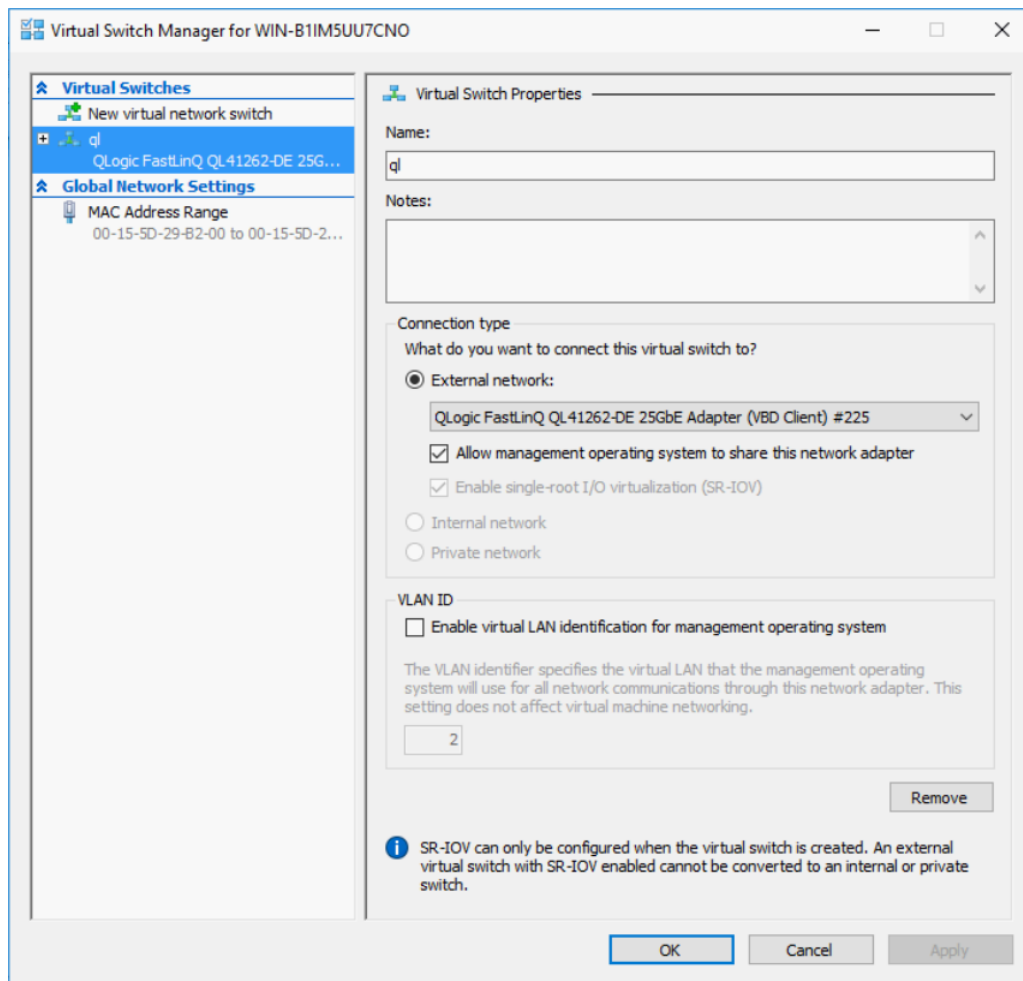 Virtual Switch Manager for WIN-B1IM5UU7CNO
Virtual Switches
New virtual network switch
ql
QLogic FastLinQ QL41262-DE 25G...
Global Network Settings
MAC Address Range
00-15-5D-29-B2-00 to 00-15-5D-2...
Virtual Switch Properties
Name:
ql
Notes:
Connection type
What do you want to connect this virtual switch to?
External network:
QLogic FastLinQ QL41262-DE 25GbE Adapter (VBD Client) #225
Allow management operating system to share this network adapter
Enable single-root I/O virtualization (SR-IOV)
Internal network
Private network
VLAN ID
Enable virtual LAN identification for management operating system
The VLAN identifier specifies the virtual LAN that the management operating
system will use for all network communications through this network adapter. This
setting does not affect virtual machine networking.
2
Remove
SR-IOV can only be configured when the virtual switch is created. An external
virtual switch with SR-IOV enabled cannot be converted to an internal or private
switch.
OK
Cancel
Apply